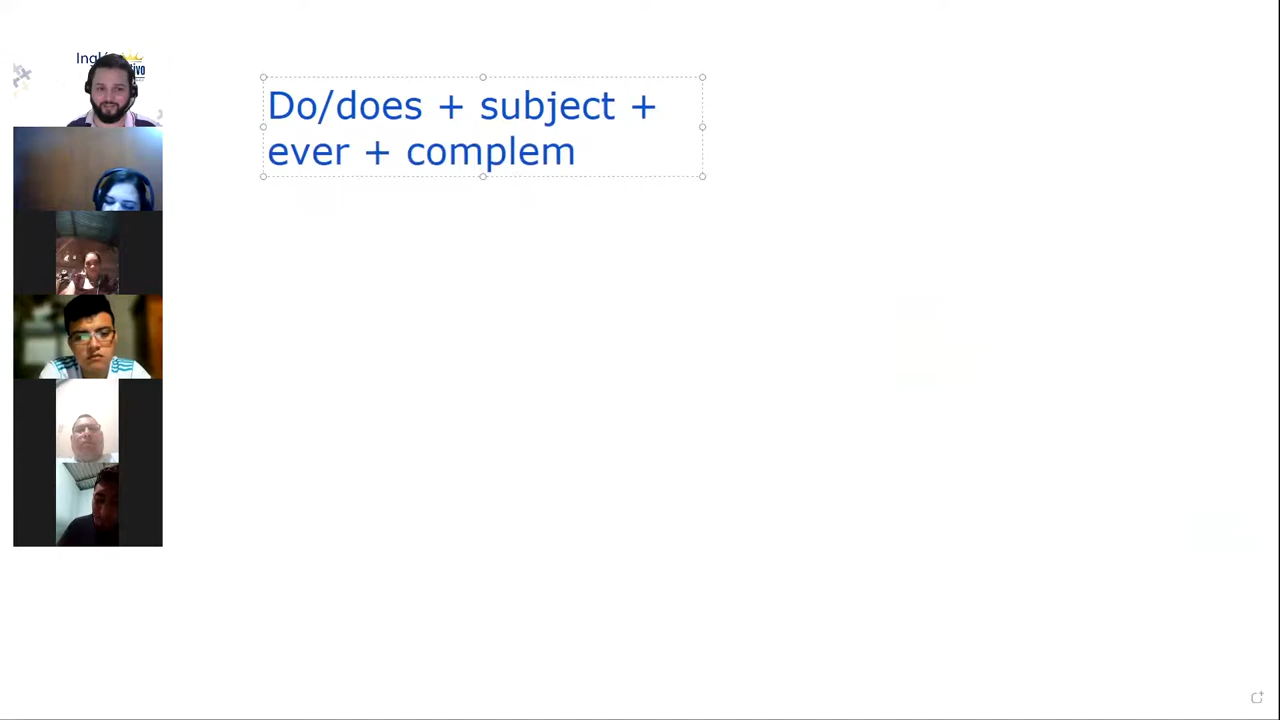 Do/does + subject +
ever + complem